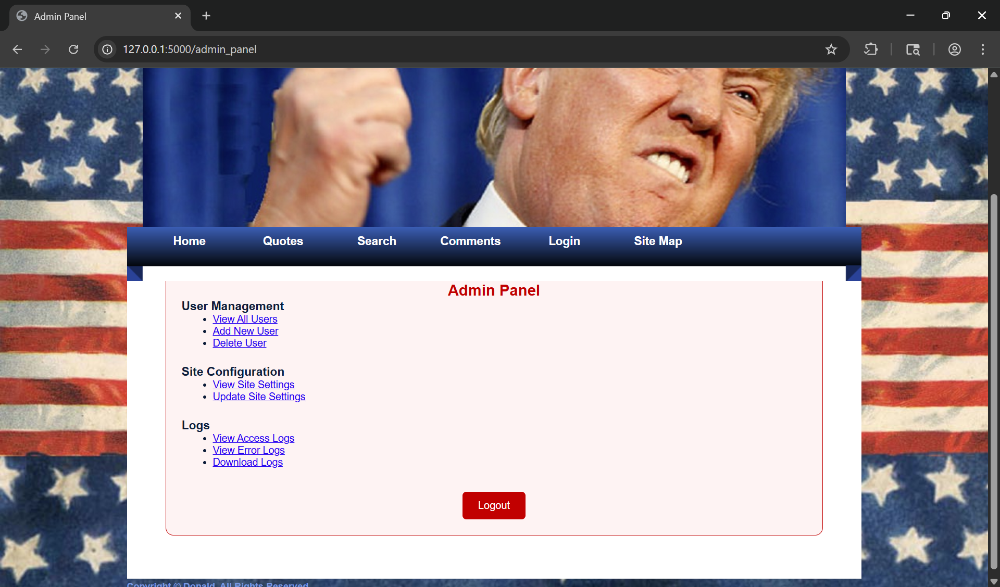 Admin Panel
127.0.0.1:5000/admin_panel
Home Quotes Search Comments Login Site Map
Admin Panel
User Management
View All Users
Add New User
Delete User
Site Configuration
View Site Settings
Update Site Settings
Logs
View Access Logs
View Error Logs
Download Logs
Logout
Copyright © Donald. All Rights Reserved